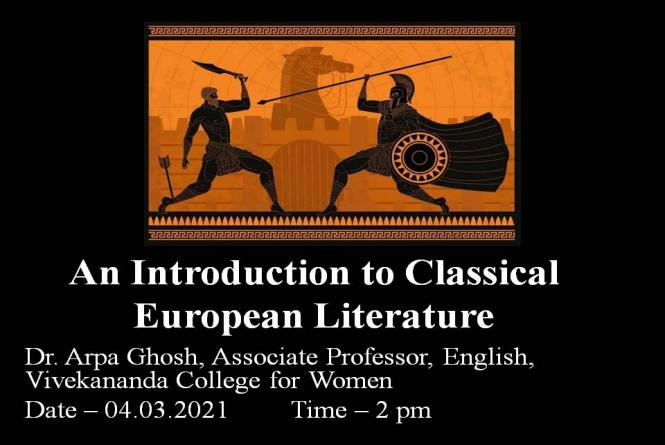 An Introduction to Classical
European Literature
Dr. Arpa Ghosh, Associate Professor, English,
Vivekananda College for Women
Date – 04.03.2021 Time – 2 pm